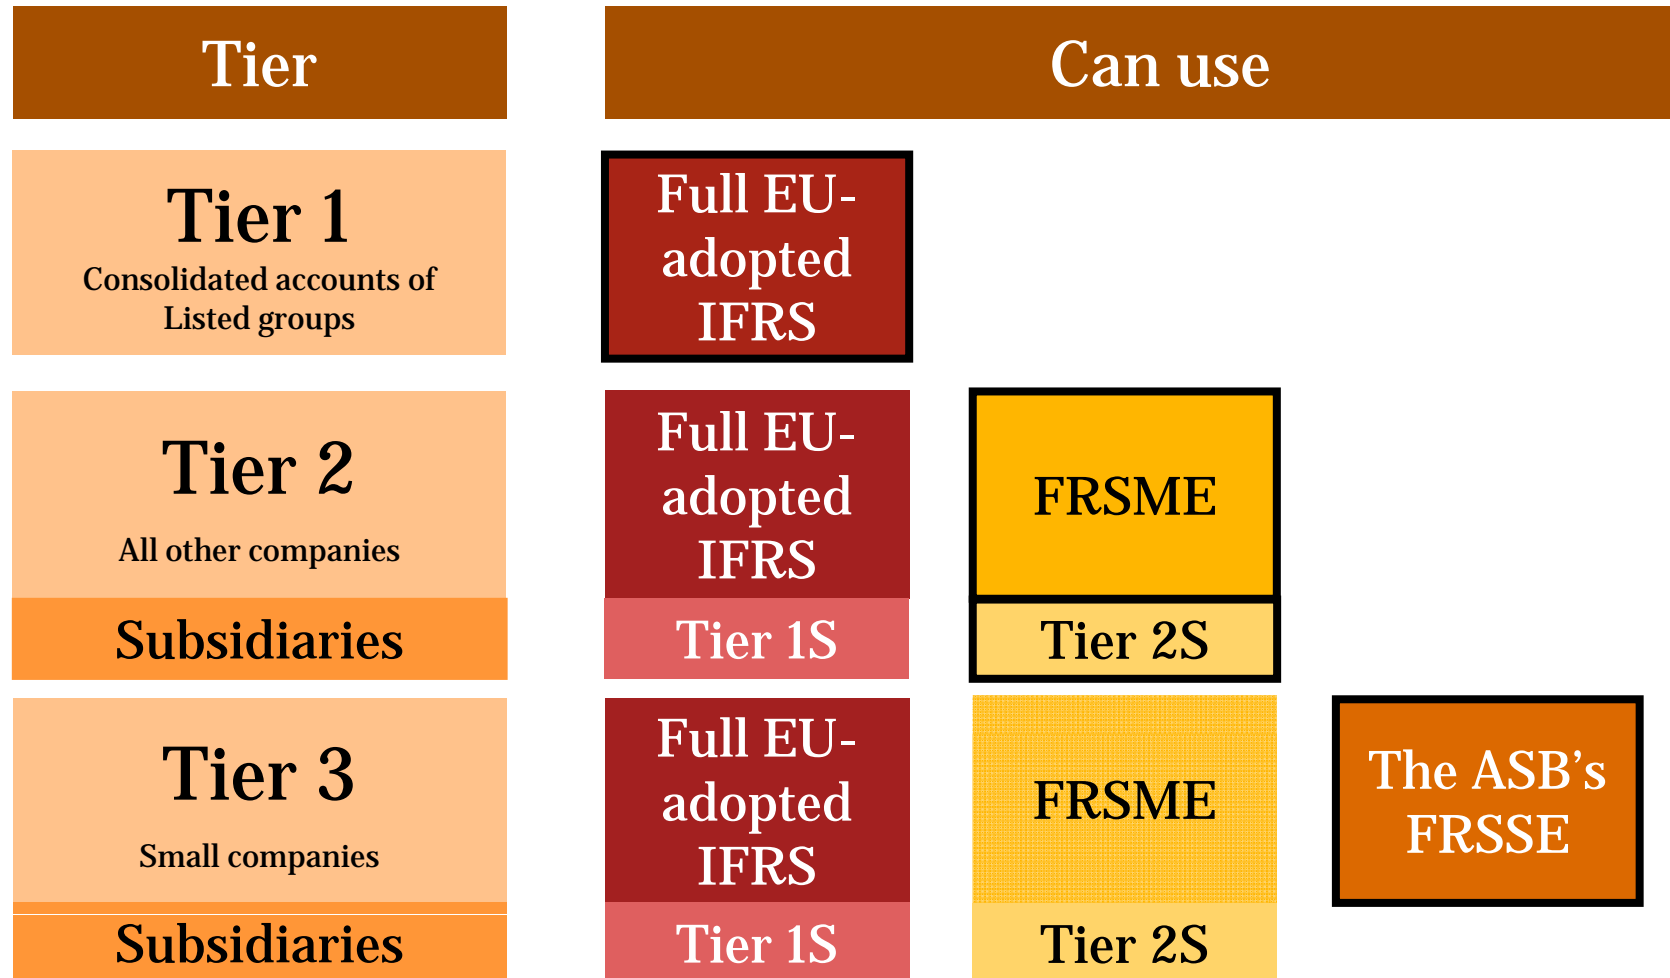 Tier
Can use
Tier 1
Consolidated accounts of
Listed groups
Full EU-
adopted
IFRS
Tier 2
All other companies
Subsidiaries
Full EU-
adopted
IFRS
Tier 1S
FRSME
Tier 2S
Tier 3
Small companies
Subsidiaries
Full EU-
adopted
IFRS
Tier 1S
FRSME
Tier 2S
The ASB’s
FRSSE